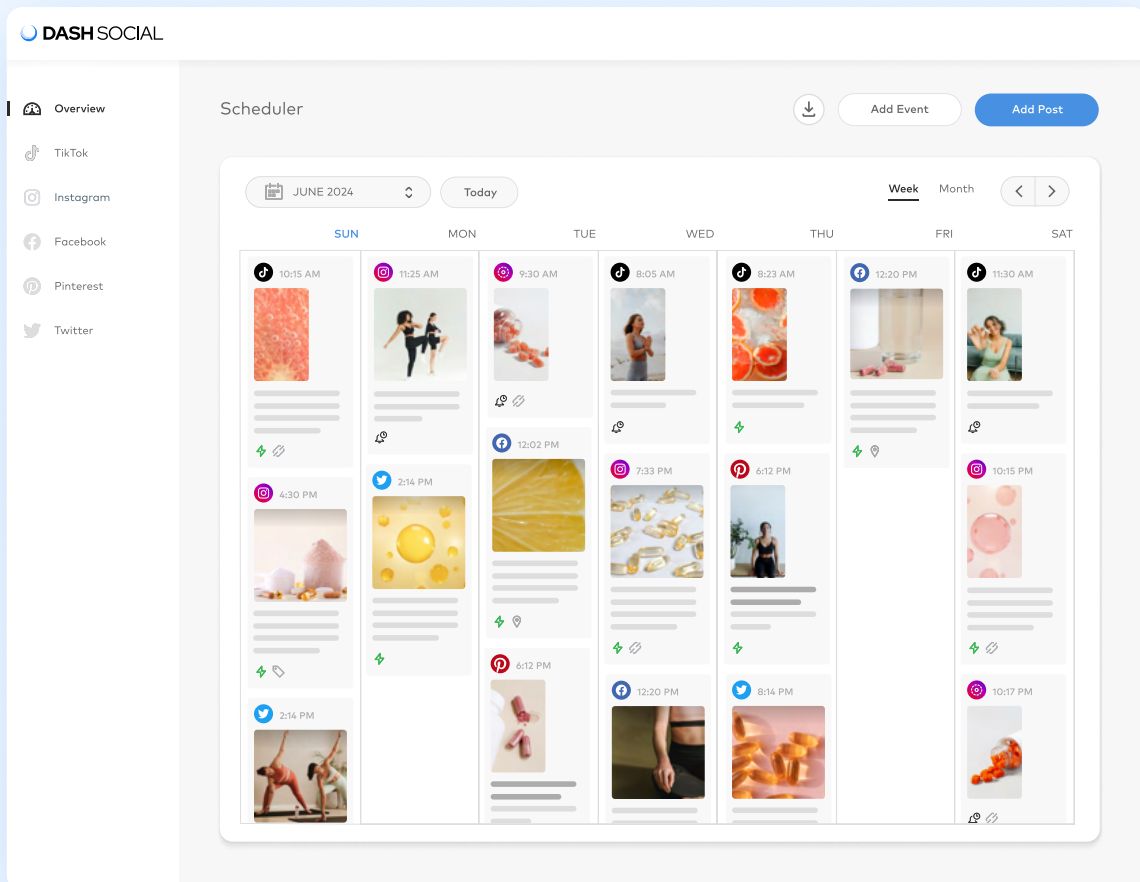 DASH SOCIAL
Overview
TikTok
Instagram
Facebook
Pinterest
Twitter
Scheduler
Add Event
Add Post
JUNE 2024
Today
Week
Month
SUN
MON
TUE
WED
THU
FRI
SAT
10:15 AM
4:30 PM
2:14 PM
11:25 AM
2:14 PM
9:30 AM
12:02 PM
6:12 PM
8:05 AM
7:33 PM
12:20 PM
8:23 AM
6:12 PM
8:14 PM
12:20 PM
11:30 AM
10:15 PM
10:17 PM